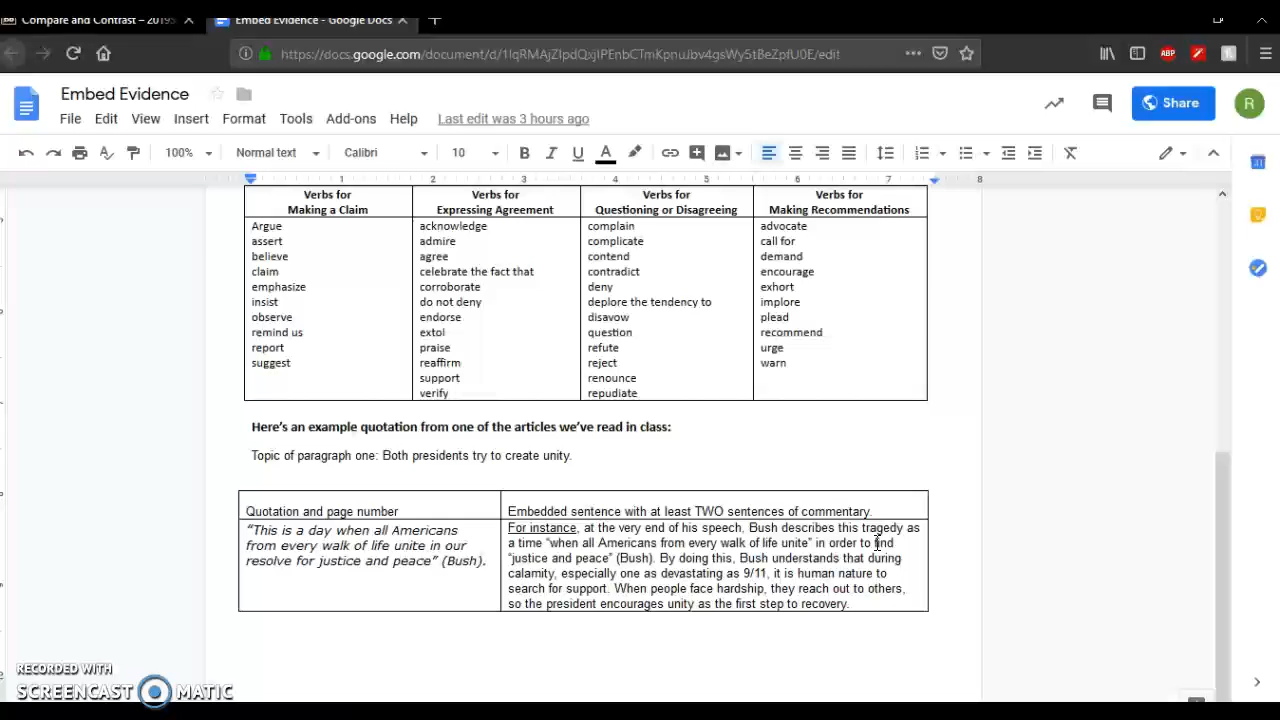 Compare and Contrast – 2019
Embed Evidence - Google Docs
https://docs.google.com/document/d/
Embed Evidence
File Edit View Insert Format Tools Add-ons Help Last edit was 3 hours ago
Share
R
100% Normal text Calibri 10
1 2 3 4 5 6 7 8
Verbs for Making a Claim
Verbs for Expressing Agreement
Verbs for Questioning or Disagreeing
Verbs for Making Recommendations
Argue
assert
believe
claim
emphasize
insist
observe
remind us
report
suggest
acknowledge
admire
agree
celebrate the fact that
corroborate
do not deny
endorse
extol
praise
reaffirm
support
verify
complain
complicate
contend
contradict
deny
deplore the tendency to
disavow
question
refute
reject
renounce
repudiate
advocate
call for
demand
encourage
exhort
implore
plead
recommend
urge
warn
Here's an example quotation from one of the articles we've read in class:
Topic of paragraph one: Both presidents try to create unity.
Quotation and page number
Embedded sentence with at least TWO sentences of commentary.
"This is a day when all Americans
from every walk of life unite in our
resolve for justice and peace" (Bush).
For instance, at the very end of his speech, Bush describes this tragedy as
a time "when all Americans from every walk of life unite" in order to find
"justice and peace" (Bush). By doing this, Bush understands that during
calamity, especially one as devastating as 9/11, it is human nature to
search for support. When people face hardship, they reach out to others,
so the president encourages unity as the first step to recovery.
RECORDED WITH
SCREENCAST MATIC